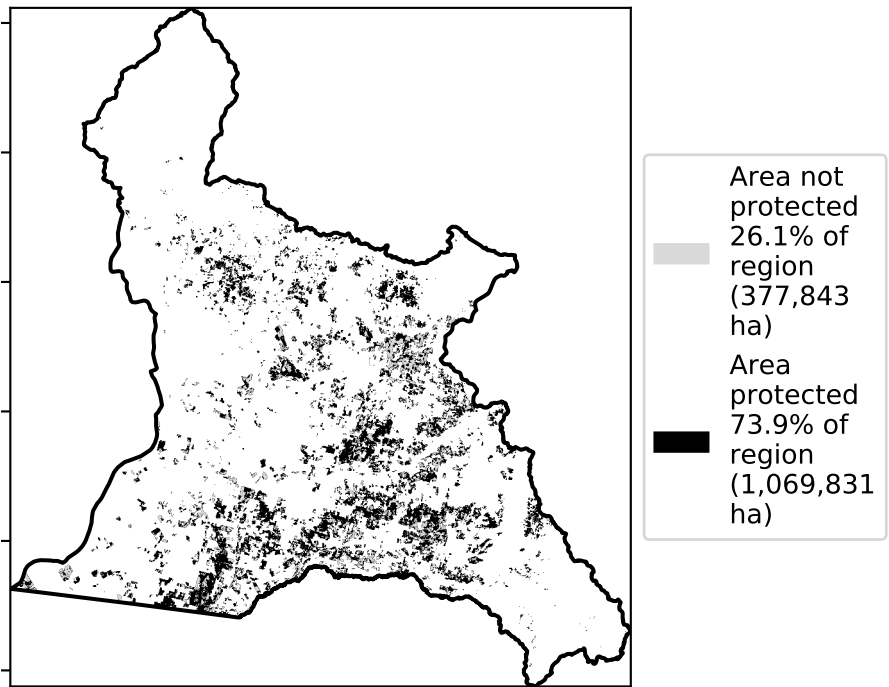 Area not
protected
26.1% of
region
(377,843
ha)
Area
protected
73.9% of
region
(1,069,831
ha)